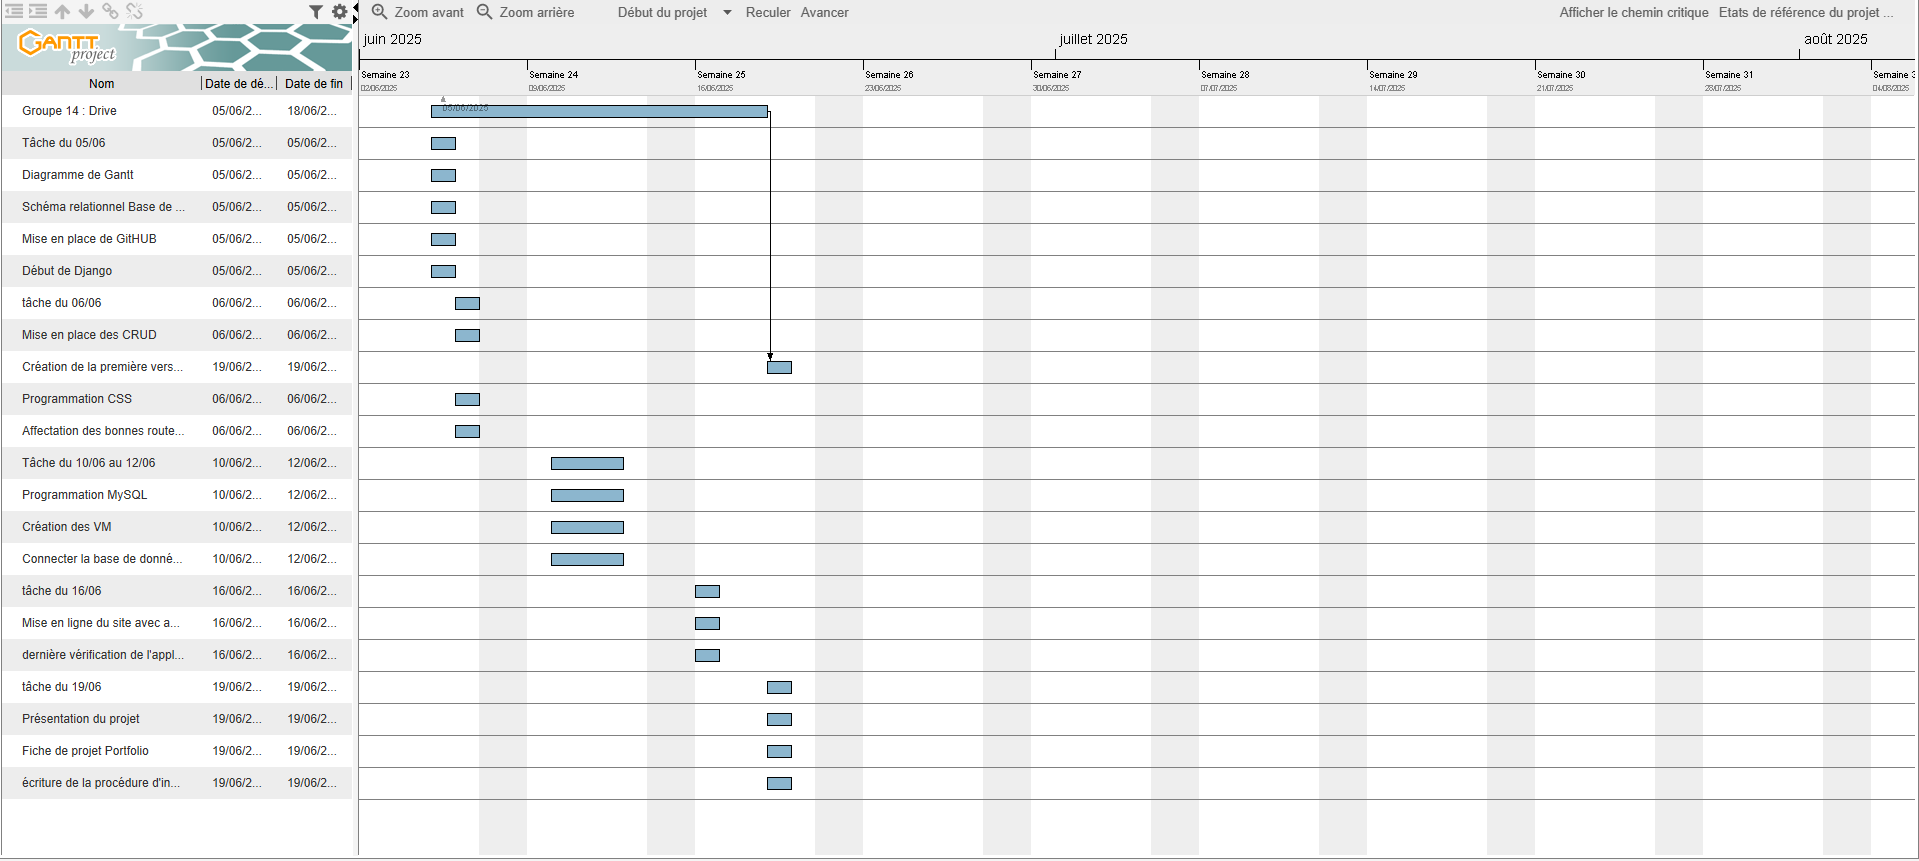 Zoom avant Zoom arrière Début du projet Reculer Avancer Afficher le chemin critique Etats de référence du projet ...
GANTT project
juin 2025 juillet 2025 août 2025
Semaine 23 Semaine 24 Semaine 25 Semaine 26 Semaine 27 Semaine 28 Semaine 29 Semaine 30 Semaine 31 Semaine 3
02/06/2025 09/06/2025 16/06/2025 23/06/2025 30/06/2025 07/07/2025 14/07/2025 21/07/2025 28/07/2025 04/08/2025
Nom Date de dé... Date de fin
05/06/2025
Groupe 14 : Drive 05/06/2... 18/06/2...
Tâche du 05/06 05/06/2... 05/06/2...
Diagramme de Gantt 05/06/2... 05/06/2...
Schéma relationnel Base de ... 05/06/2... 05/06/2...
Mise en place de GitHUB 05/06/2... 05/06/2...
Début de Django 05/06/2... 05/06/2...
tâche du 06/06 06/06/2... 06/06/2...
Mise en place des CRUD 06/06/2... 06/06/2...
Création de la première vers... 19/06/2... 19/06/2...
Programmation CSS 06/06/2... 06/06/2...
Affectation des bonnes route... 06/06/2... 06/06/2...
Tâche du 10/06 au 12/06 10/06/2... 12/06/2...
Programmation MySQL 10/06/2... 12/06/2...
Création des VM 10/06/2... 12/06/2...
Connecter la base de donné... 10/06/2... 12/06/2...
tâche du 16/06 16/06/2... 16/06/2...
Mise en ligne du site avec a... 16/06/2... 16/06/2...
dernière vérification de l'appl... 16/06/2... 16/06/2...
tâche du 19/06 19/06/2... 19/06/2...
Présentation du projet 19/06/2... 19/06/2...
Fiche de projet Portfolio 19/06/2... 19/06/2...
écriture de la procédure d'in... 19/06/2... 19/06/2...